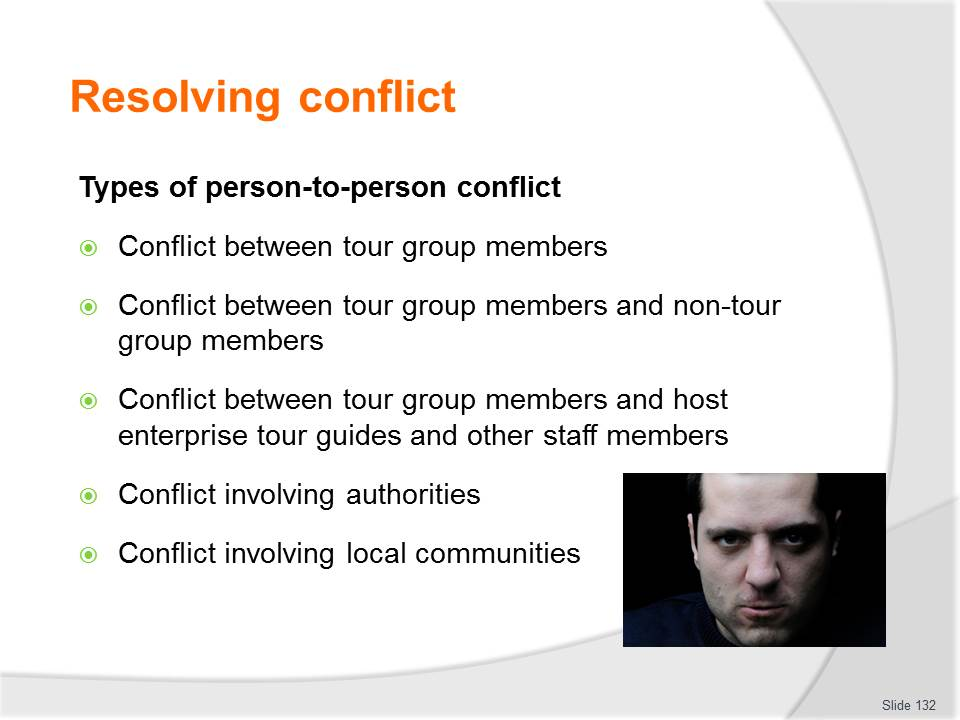 Resolving conflict
Types of person-to-person conflict
Conflict between tour group members
Conflict between tour group members and non-tour
group members
Conflict between tour group members and host
enterprise tour guides and other staff members
Conflict involving authorities
Conflict involving local communities
Slide 132